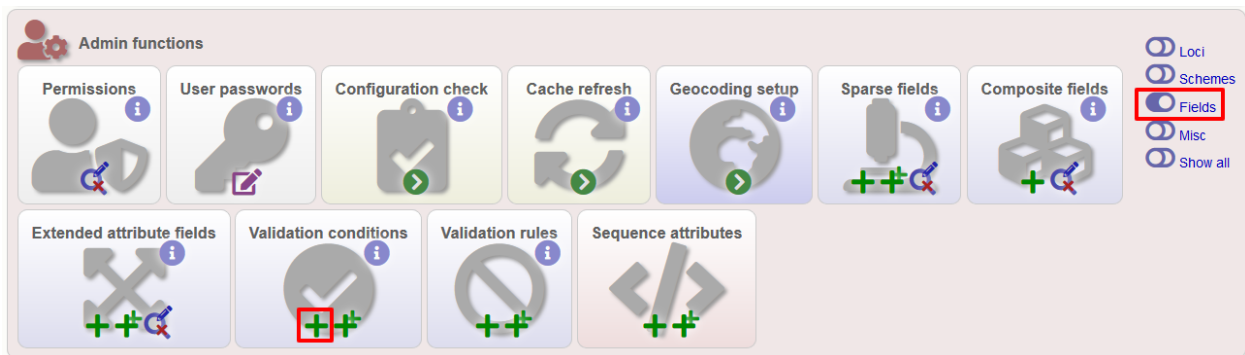 Admin functions
Permissions
User passwords
Configuration check
Cache refresh
Geocoding setup
Sparse fields
Composite fields
Extended attribute fields
Validation conditions
Validation rules
Sequence attributes
Loci
Schemes
Fields
Misc
Show all